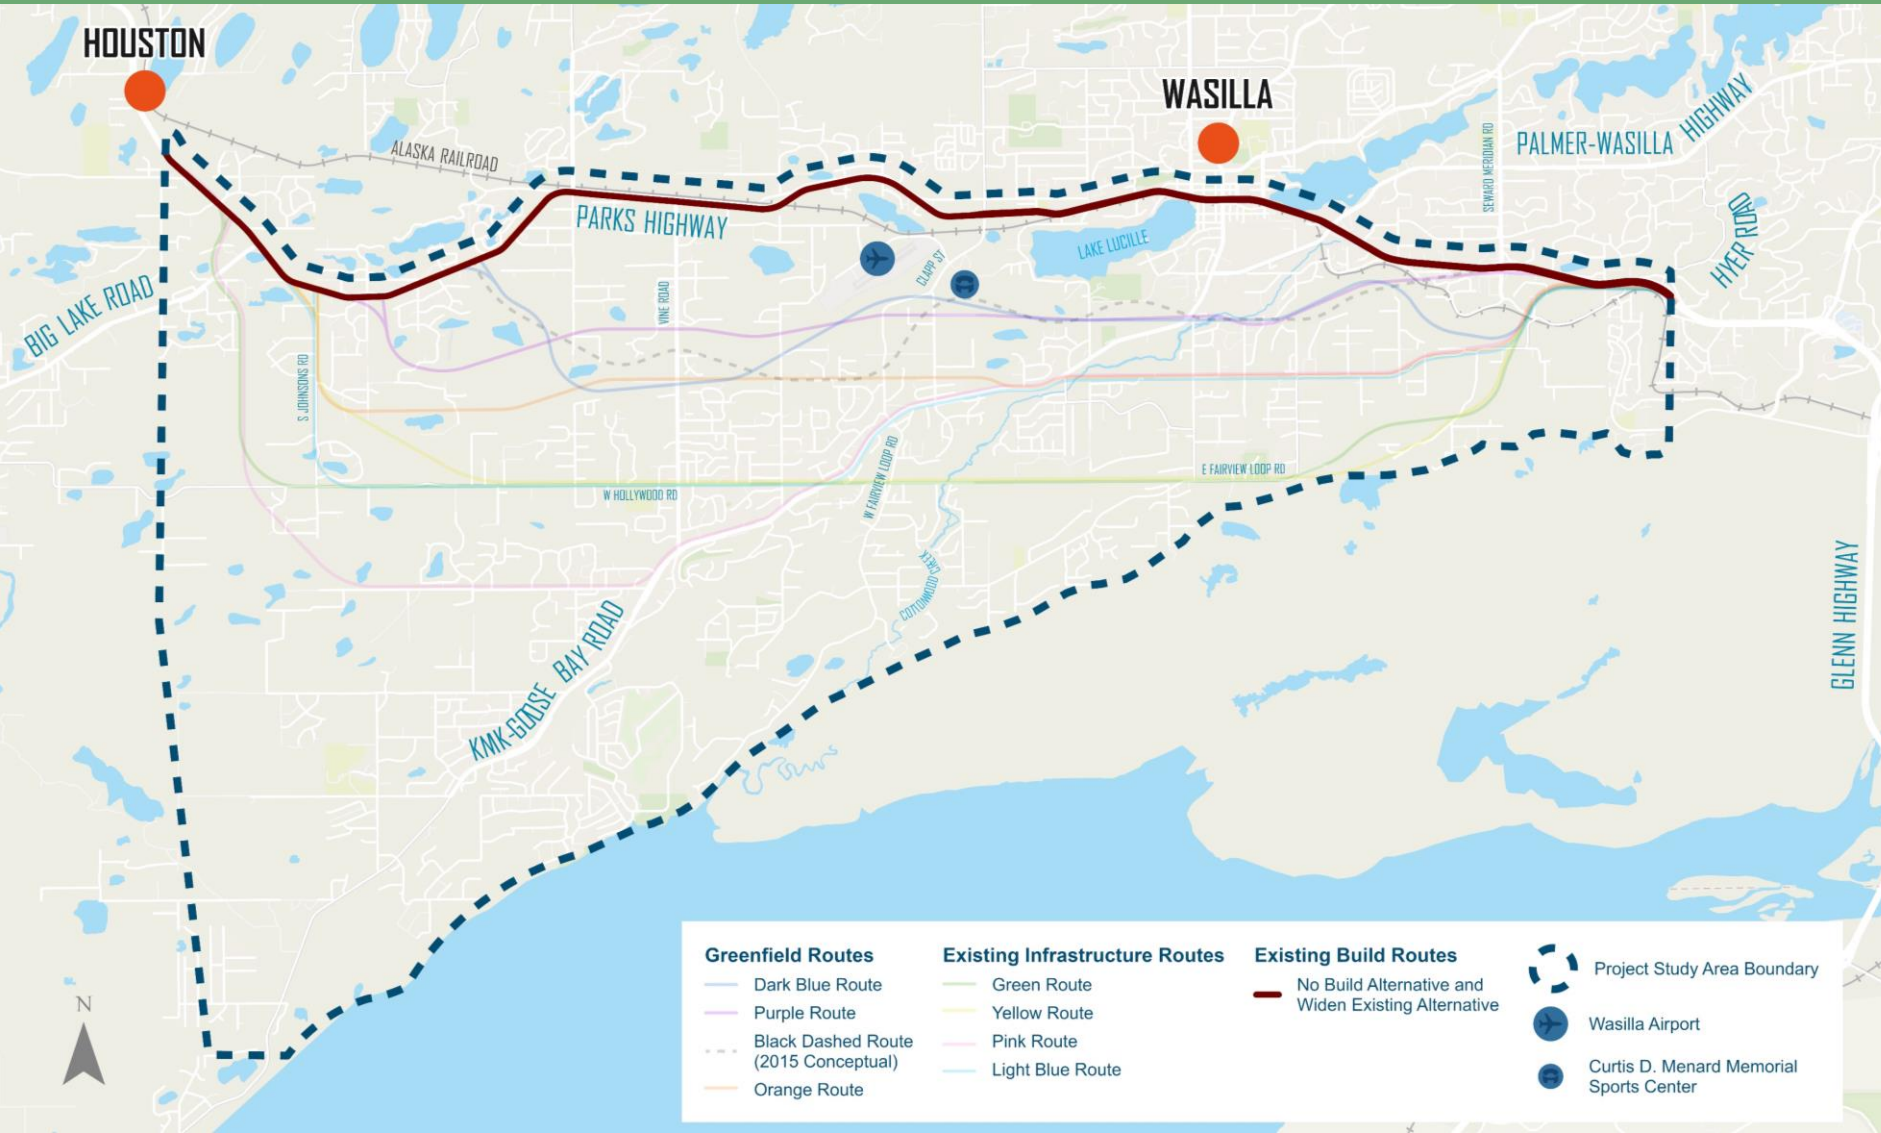 HOUSTON
WASILLA
PALMER-WASILLA HIGHWAY
SEWARD MERIDIAN RD
ALASKA RAILROAD
HYER ROAD
PARKS HIGHWAY
LAKE LUCILLE
CLAPP ST
BIG LAKE ROAD
VINE ROAD
S JOHNSONS RD
W FAIRVIEW LOOP RD
E FAIRVIEW LOOP RD
W HOLLYWOOD RD
COTTONWOOD CREEK
KMK-GOOSE BAY ROAD
GLENN HIGHWAY
N
Greenfield Routes
Dark Blue Route
Purple Route
Black Dashed Route
(2015 Conceptual)
Orange Route
Existing Infrastructure Routes
Green Route
Yellow Route
Pink Route
Light Blue Route
Existing Build Routes
No Build Alternative and
Widen Existing Alternative
Project Study Area Boundary
Wasilla Airport
Curtis D. Menard Memorial
Sports Center